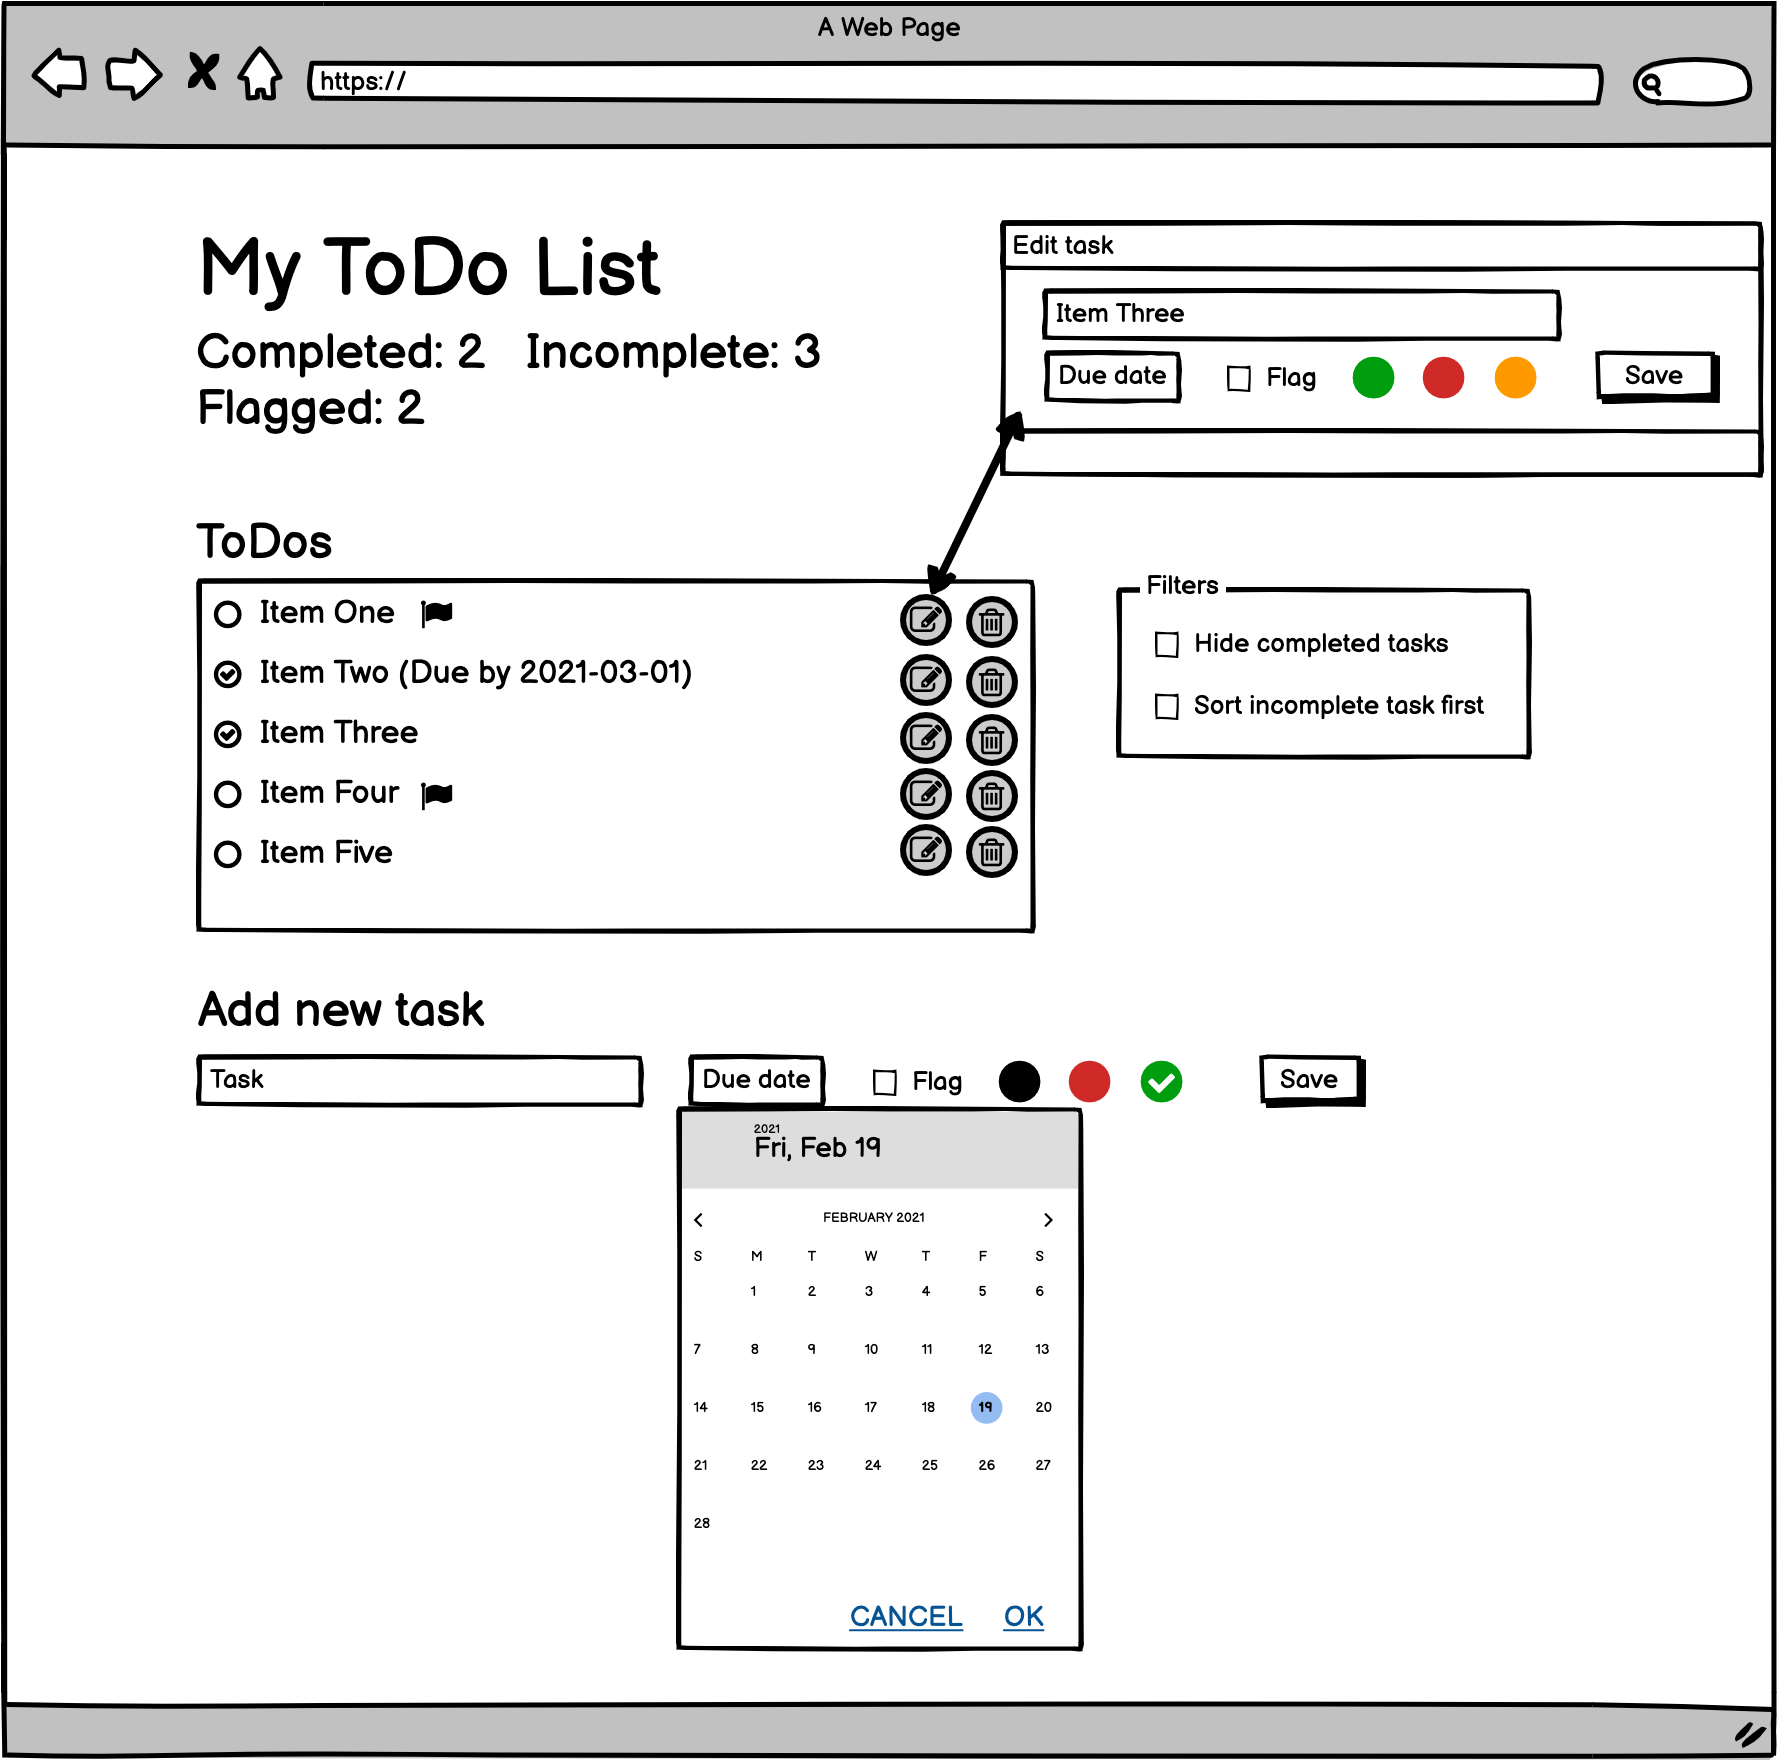 A Web Page
https://
My ToDo List
Completed: 2 Incomplete: 3
Flagged: 2
Edit task
Item Three
Due date Flag Save
ToDos
Item One
Item Two (Due by 2021-03-01)
Item Three
Item Four
Item Five
Filters
Hide completed tasks
Sort incomplete task first
Add new task
Task Due date Flag Save
2021
Fri, Feb 19
FEBRUARY 2021
S M T W T F S
1 2 3 4 5 6
7 8 9 10 11 12 13
14 15 16 17 18 19 20
21 22 23 24 25 26 27
28
CANCEL OK